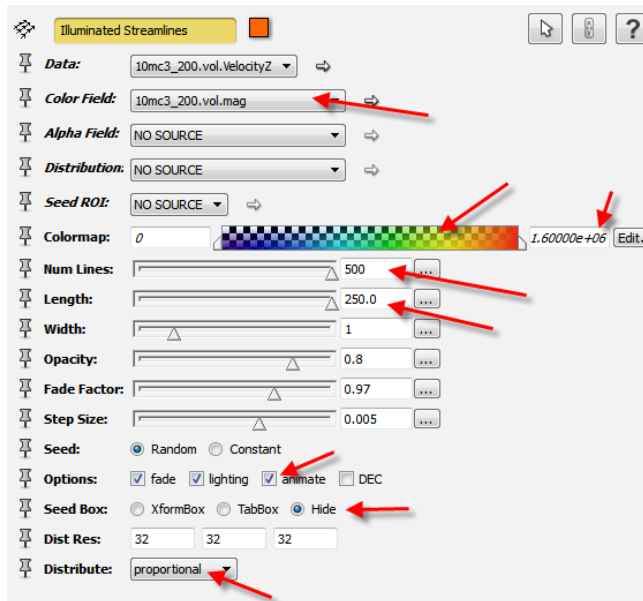 Illuminated Streamlines ?
Data: 10mc3_200.vol.VelocityZ
Color Field: 10mc3_200.vol.mag
Alpha Field: NO SOURCE
Distribution: NO SOURCE
Seed ROI: NO SOURCE
Colormap: 0 1.60000e+06 Edit.
Num Lines: 500 ...
Length: 250.0 ...
Width: 1 ...
Opacity: 0.8 ...
Fade Factor: 0.97 ...
Step Size: 0.005 ...
Seed: Random Constant
Options: fade lighting animate DEC
Seed Box: XformBox TabBox Hide
Dist Res: 32 32 32
Distribute: proportional